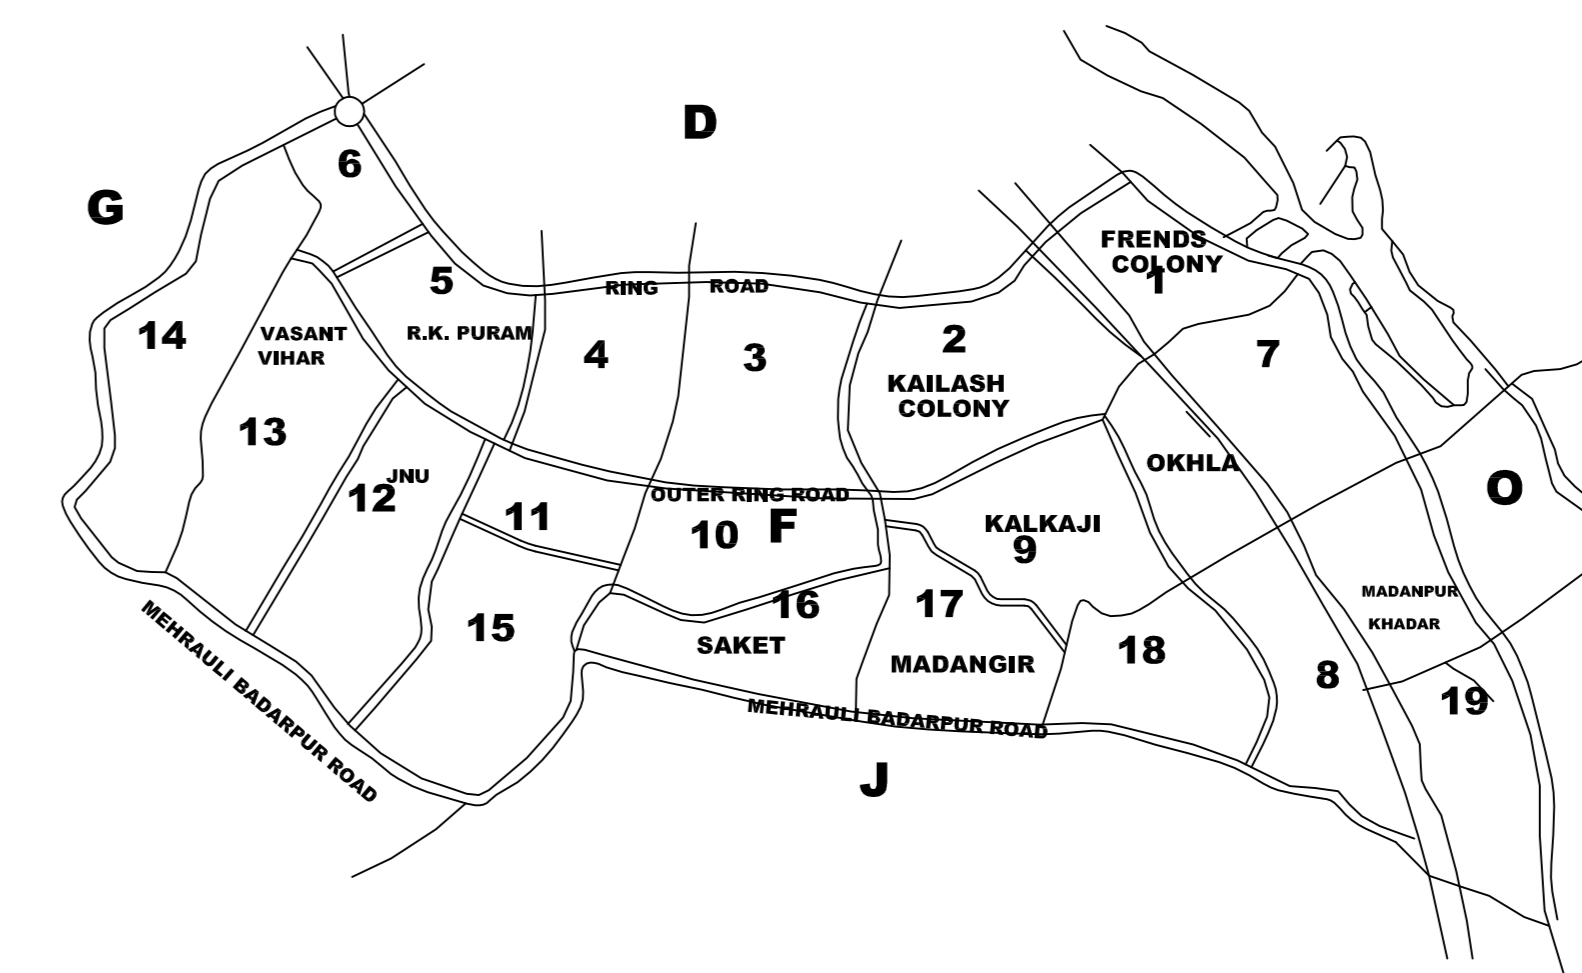 D
6
G
FRENDS
COLONY
1
5
RING ROAD
14
VASANT
VIHAR
R.K. PURAM
4
3
2
7
KAILASH
COLONY
13
OKHLA
JNU
12
OUTER RING ROAD
O
11
10
F
KALKAJI
9
MADANPUR
KHADAR
16
17
15
SAKET
MADANGIR
18
8
19
MEHRAULI BADARPUR ROAD
MEHRAULI BADARPUR ROAD
J